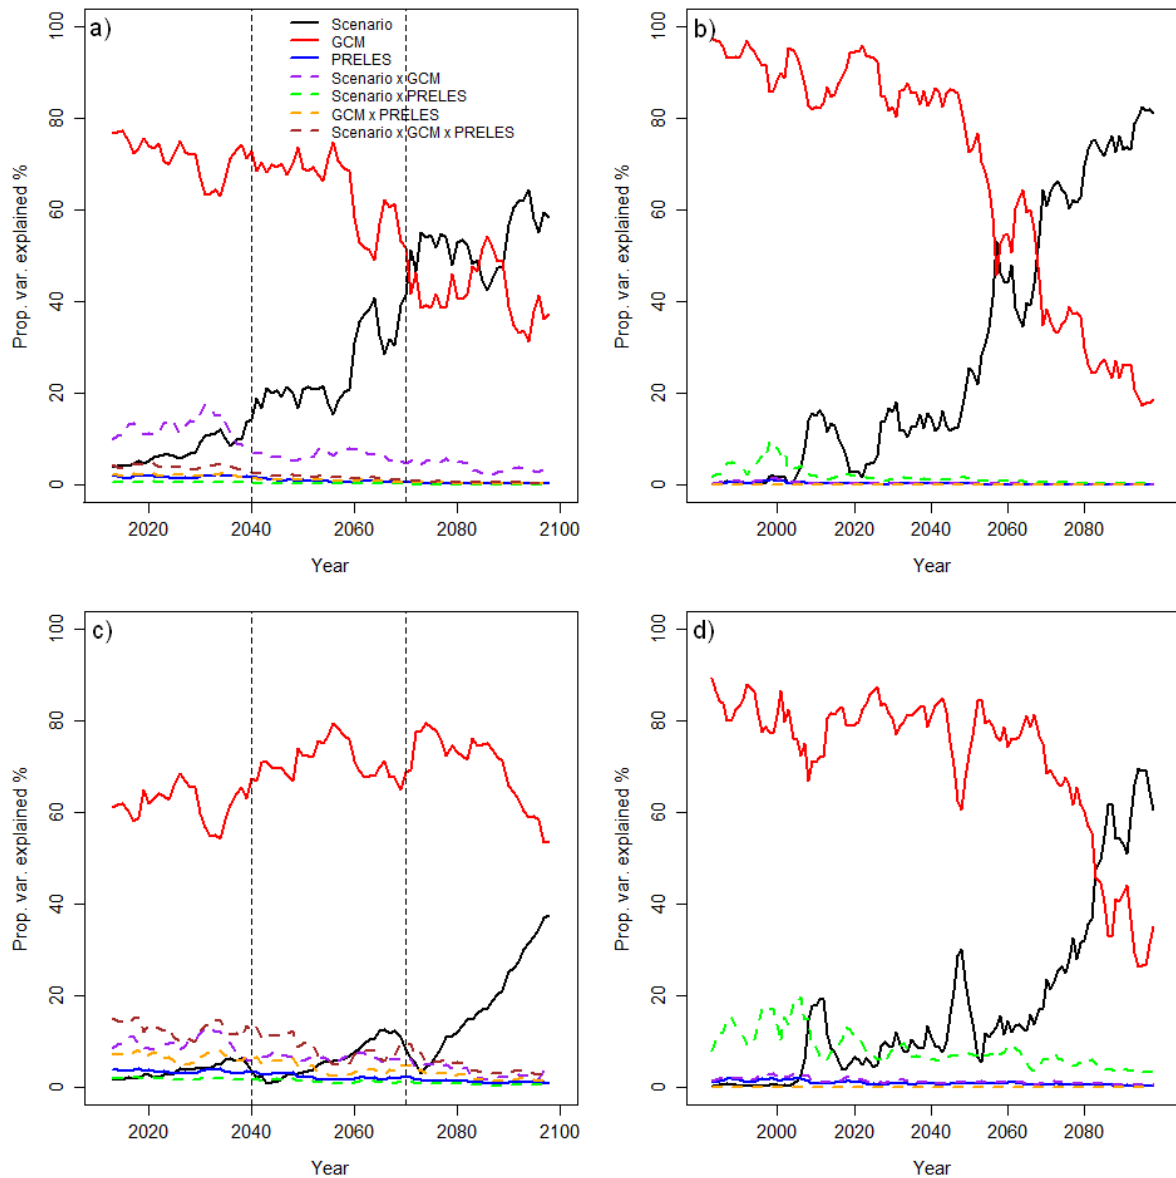 a)
Scenario
GCM
PRELES
Scenario x GCM
Scenario x PRELES
GCM x PRELES
Scenario x GCM x PRELES
Prop. var. explained %
0 20 40 60 80 100
2020 2040 2060 2080 2100
Year
b)
Prop. var. explained %
0 20 40 60 80 100
2000 2020 2040 2060 2080
Year
c)
Prop. var. explained %
0 20 40 60 80 100
2020 2040 2060 2080 2100
Year
d)
Prop. var. explained %
0 20 40 60 80 100
2000 2020 2040 2060 2080
Year